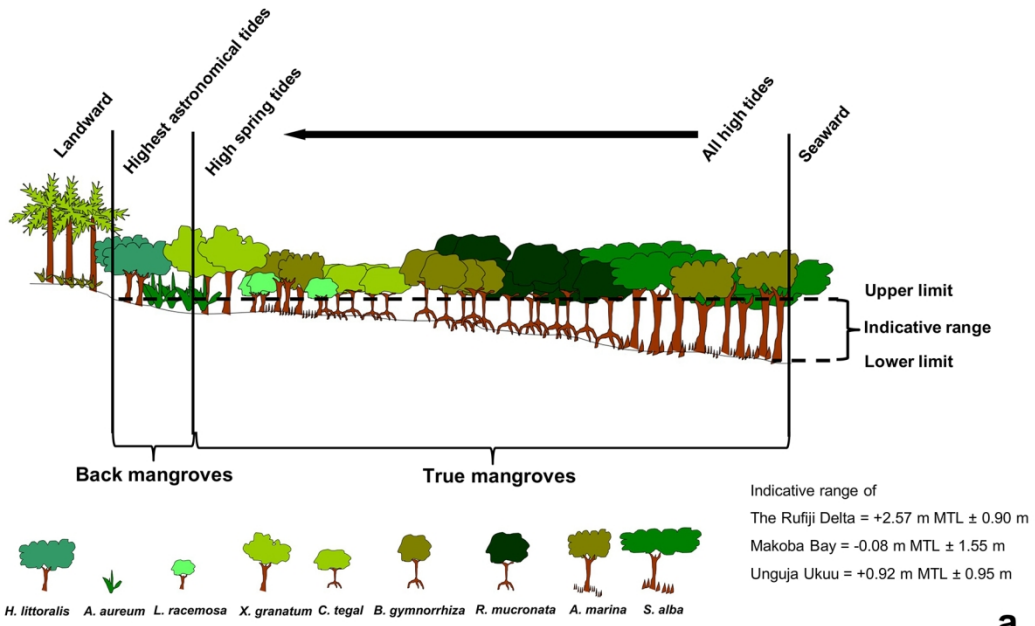 Landward
Highest astronomical tides
High spring tides
All high tides
Seaward
Upper limit
Indicative range
Lower limit
Back mangroves
True mangroves
Indicative range of
The Rufiji Delta = +2.57 m MTL ± 0.90 m
Makoba Bay = -0.08 m MTL ± 1.55 m
Unguja Ukuu = +0.92 m MTL ± 0.95 m
H. littoralis A. aureum L. racemosa X. granatum C. tegal B. gymnorrhiza R. mucronata A. marina S. alba
a